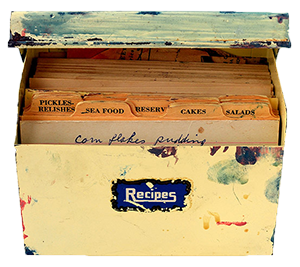 PICKLES-
RELISHES
SEA FOOD
RESERV
CAKES
SALADS
Corn flakes pudding
Recipes